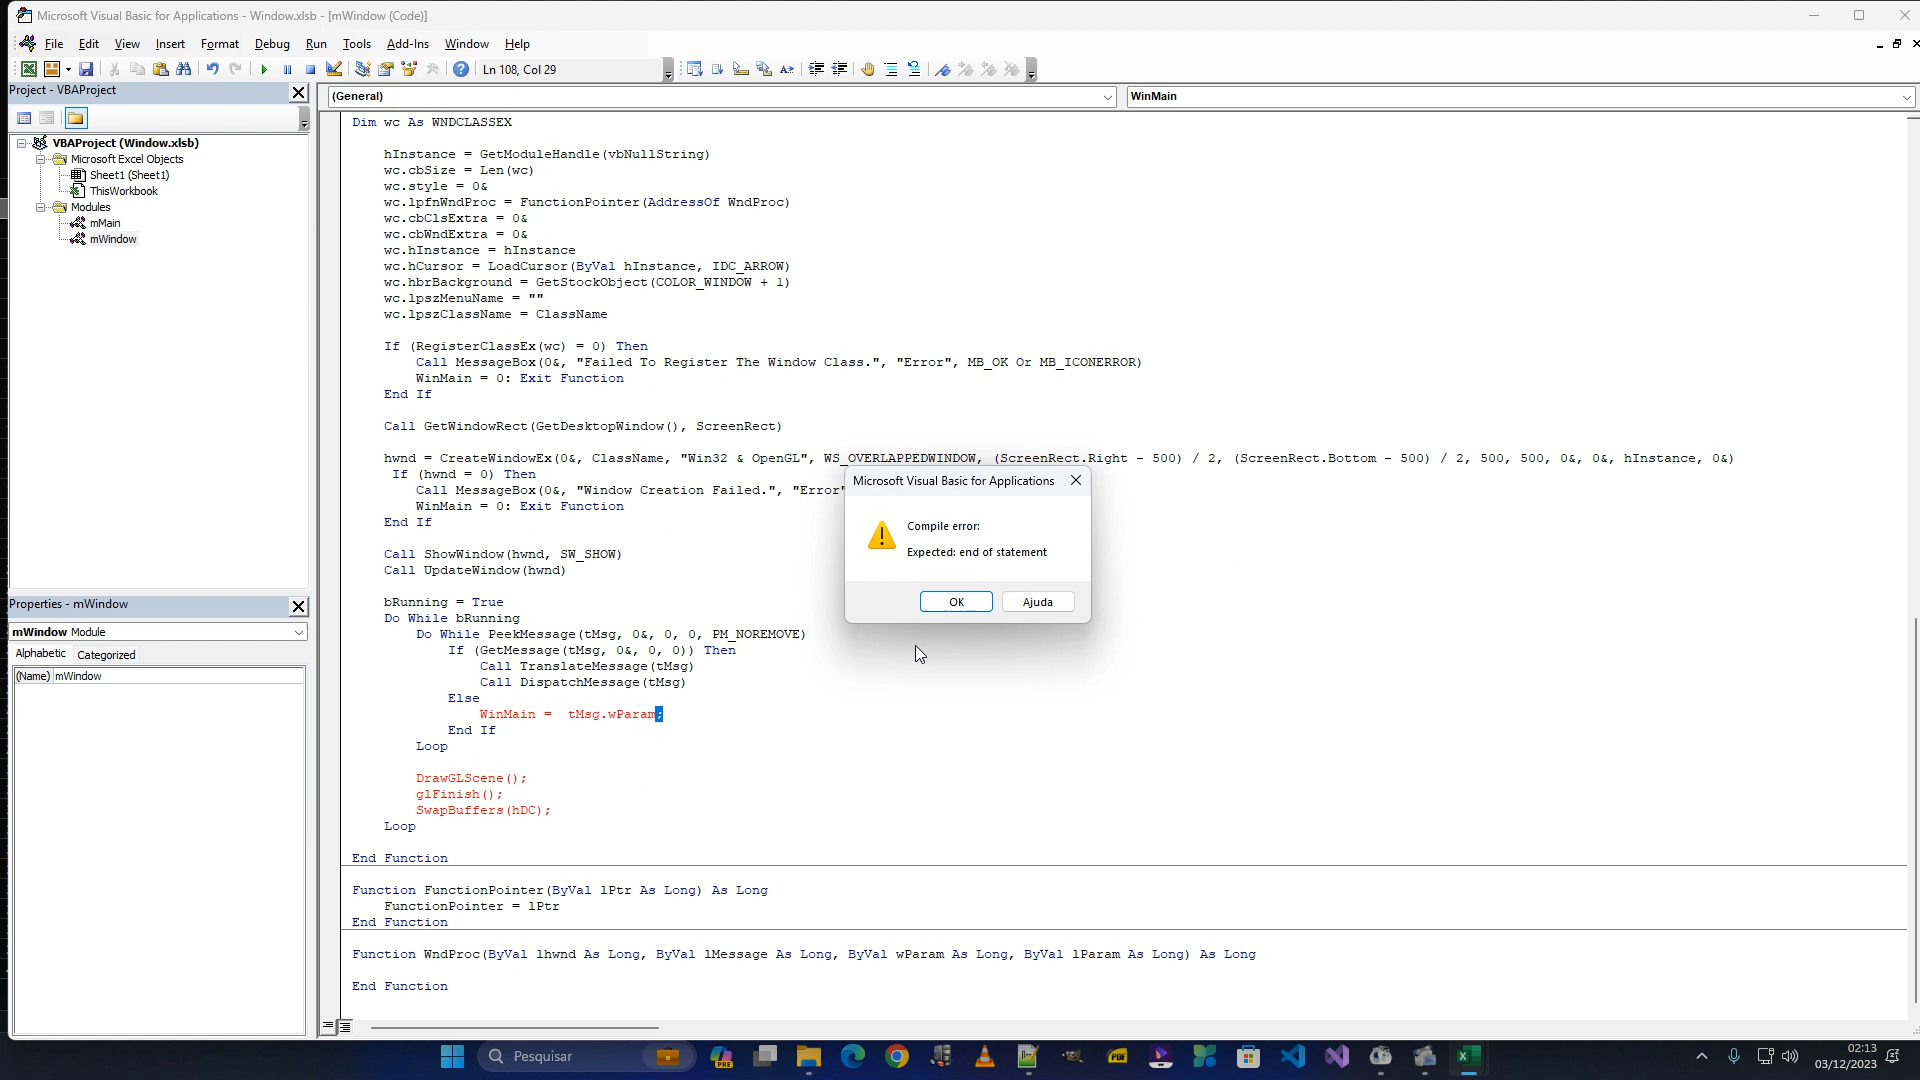 Microsoft Visual Basic for Applications - Window.xlsb - [mWindow (Code)]
File Edit View Insert Format Debug Run Tools Add-Ins Window Help
Ln 108, Col 29
Project - VBAProject
(General) WinMain
VBAProject (Window.xlsb)
Microsoft Excel Objects
Sheet1 (Sheet1)
ThisWorkbook
Modules
mMain
mWindow
Properties - mWindow
mWindow Module
Alphabetic Categorized
(Name) mWindow
Dim wc As WNDCLASSEX
hInstance = GetModuleHandle(vbNullString)
wc.cbSize = Len(wc)
wc.style = 0&
wc.lpfnWndProc = FunctionPointer(AddressOf WndProc)
wc.cbClsExtra = 0&
wc.cbWndExtra = 0&
wc.hInstance = hInstance
wc.hCursor = LoadCursor(ByVal hInstance, IDC_ARROW)
wc.hbrBackground = GetStockObject(COLOR_WINDOW + 1)
wc.lpszMenuName = ""
wc.lpszClassName = ClassName
If (RegisterClassEx(wc) = 0) Then
Call MessageBox(0&, "Failed To Register The Window Class.", "Error", MB_OK Or MB_ICONERROR)
WinMain = 0: Exit Function
End If
Call GetWindowRect(GetDesktopWindow(), ScreenRect)
hwnd = CreateWindowEx(0&, ClassName, "Win32 & OpenGL", WS_OVERLAPPEDWINDOW, (ScreenRect.Right - 500) / 2, (ScreenRect.Bottom - 500) / 2, 500, 500, 0&, 0&, hInstance, 0&)
If (hwnd = 0) Then
Call MessageBox(0&, "Window Creation Failed.", "Error"
WinMain = 0: Exit Function
End If
Call ShowWindow(hwnd, SW_SHOW)
Call UpdateWindow(hwnd)
bRunning = True
Do While bRunning
Do While PeekMessage(tMsg, 0&, 0, 0, PM_NOREMOVE)
If (GetMessage(tMsg, 0&, 0, 0)) Then
Call TranslateMessage(tMsg)
Call DispatchMessage(tMsg)
Else
WinMain =  tMsg.wParam;
End If
Loop
DrawGLScene();
glFinish();
SwapBuffers(hDC);
Loop
End Function
Function FunctionPointer(ByVal lPtr As Long) As Long
FunctionPointer = lPtr
End Function
Function WndProc(ByVal lhwnd As Long, ByVal lMessage As Long, ByVal wParam As Long, ByVal lParam As Long) As Long
End Function
Microsoft Visual Basic for Applications
Compile error:
Expected: end of statement
OK Ajuda
Pesquisar
PRE
PDF
02:13
03/12/2023